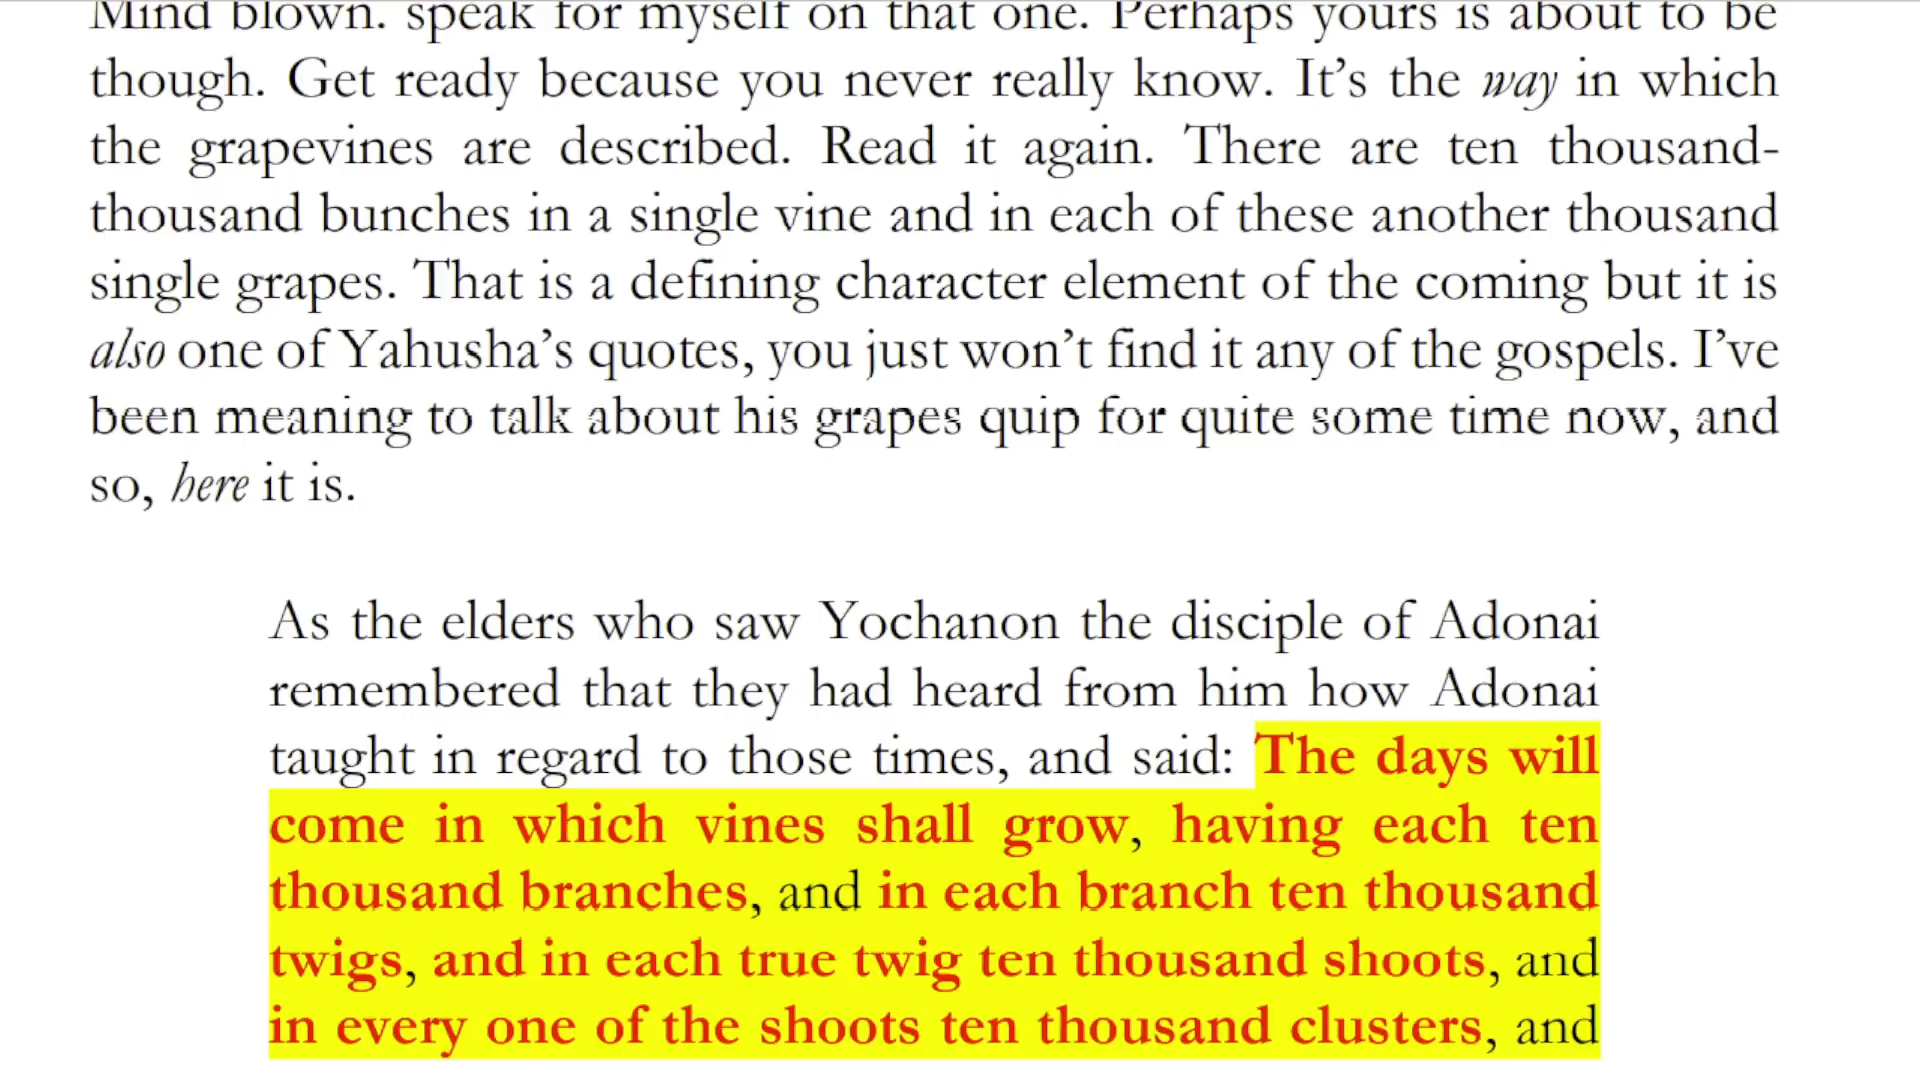 Mind blown. speak for myself on that one. Perhaps yours is about to be
though. Get ready because you never really know. It's the way in which
the grapevines are described. Read it again. There are ten thousand-
thousand bunches in a single vine and in each of these another thousand
single grapes. That is a defining character element of the coming but it is
also one of Yahusha's quotes, you just won't find it any of the gospels. I've
been meaning to talk about his grapes quip for quite some time now, and
so, here it is.
As the elders who saw Yochanon the disciple of Adonai
remembered that they had heard from him how Adonai
taught in regard to those times, and said: The days will
come in which vines shall grow, having each ten
thousand branches, and in each branch ten thousand
twigs, and in each true twig ten thousand shoots, and
in every one of the shoots ten thousand clusters, and